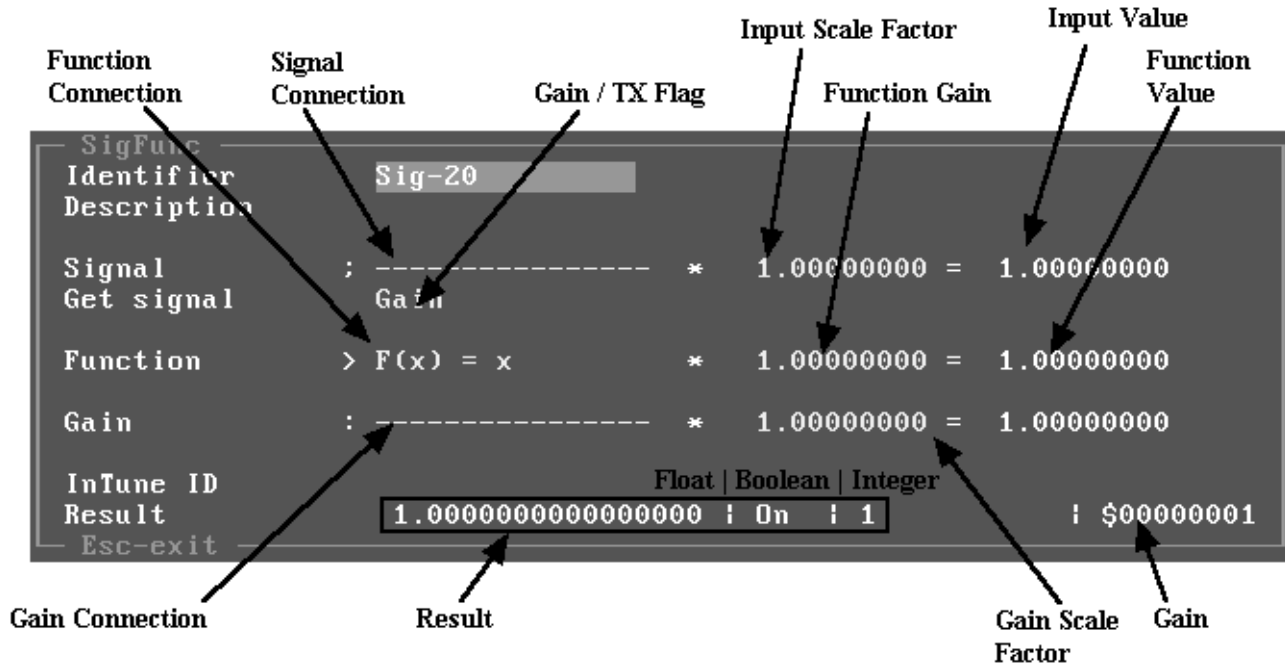 Input Scale Factor
Input Value
Function Connection
Signal Connection
Gain / TX Flag
Function Gain
Function Value
SigFunc
Identifier Sig-20
Description
Signal ; ---------------- * 1.00000000 = 1.00000000
Get signal Gain
Function > F(x) = x * 1.00000000 = 1.00000000
Gain : ---------------- * 1.00000000 = 1.00000000
InTune ID
Float | Boolean | Integer
Result 1.0000000000000000 ¦ On ¦ 1 ¦ $00000001
Esc-exit
Gain Connection
Result
Gain Scale Factor
Gain